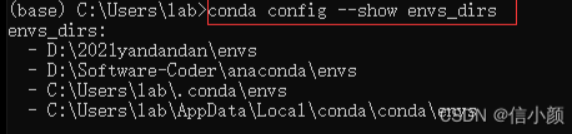 (base) C:\Users\lab>conda config --show envs_dirs
envs_dirs:
  - D:\2021yandandan\envs
  - D:\Software-Coder\anaconda\envs
  - C:\Users\lab\.conda\envs
  - C:\Users\lab\AppData\Local\conda\conda\envs
CSDN @信小颜